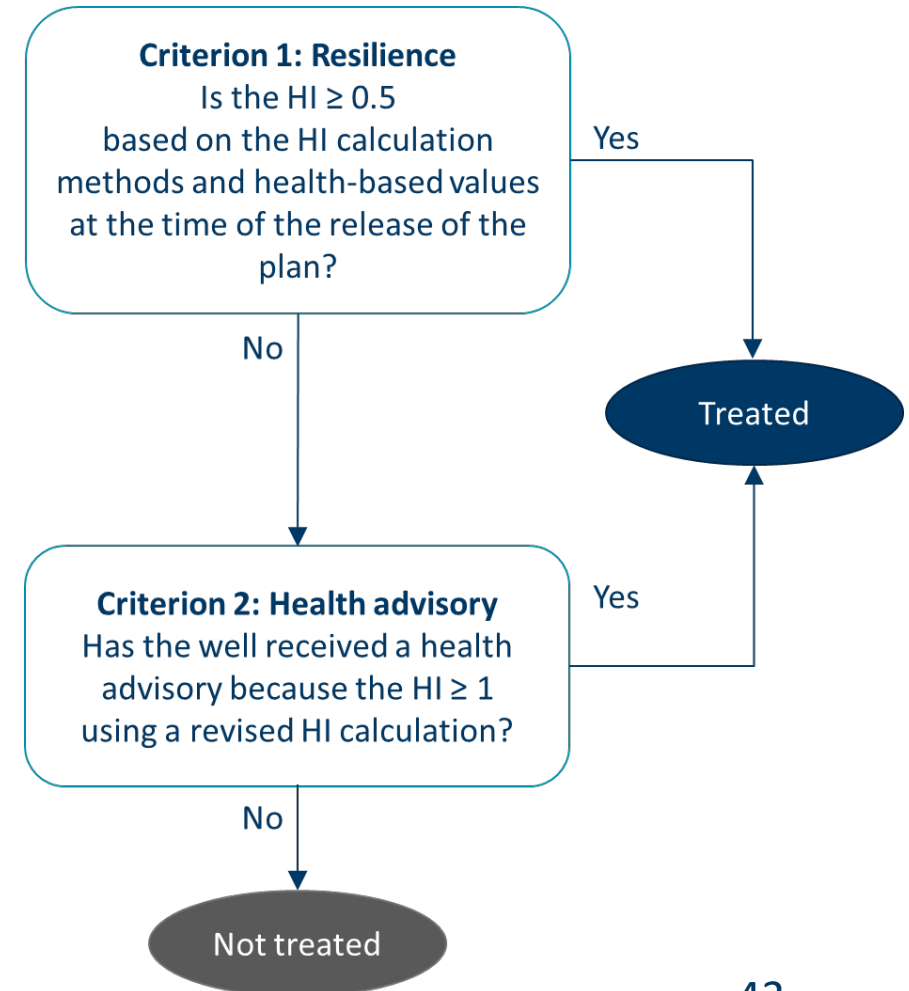 Criterion 1: Resilience
Is the HI ≥ 0.5
based on the HI calculation
methods and health-based values
at the time of the release of the
plan?
Yes
No
Treated
Criterion 2: Health advisory
Has the well received a health
advisory because the HI ≥ 1
using a revised HI calculation?
Yes
No
Not treated